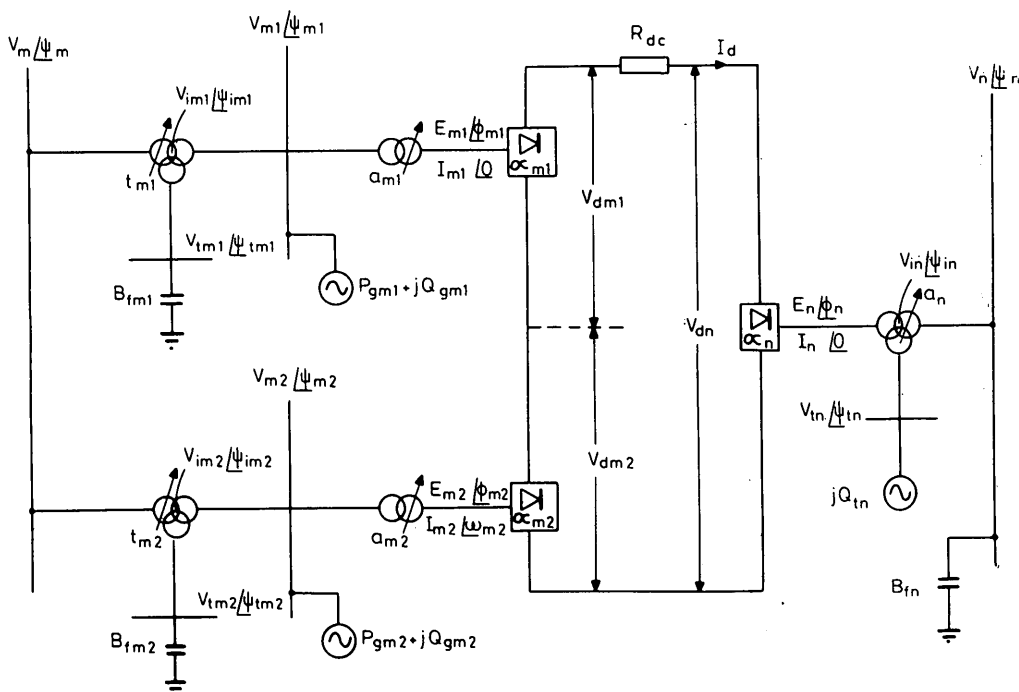 V_m/ψ_m
V_m1/ψ_m1
R_dc
I_d
V_n/ψ_n
V_im1/ψ_im1
E_m1/ϕ_m1
t_m1
a_m1
I_m1/0
α_m1
V_dm1
V_tm1/ψ_tm1
B_fm1
P_gm1+jQ_gm1
V_in/ψ_in
a_n
E_n/ϕ_n
α_n
I_n/0
V_dn
V_m2/ψ_m2
V_tn/ψ_tn
V_im2/ψ_im2
V_dm2
E_m2/ϕ_m2
t_m2
a_m2
I_m2/ω_m2
α_m2
jQ_tn
V_tm2/ψ_tm2
B_fn
B_fm2
P_gm2+jQ_gm2